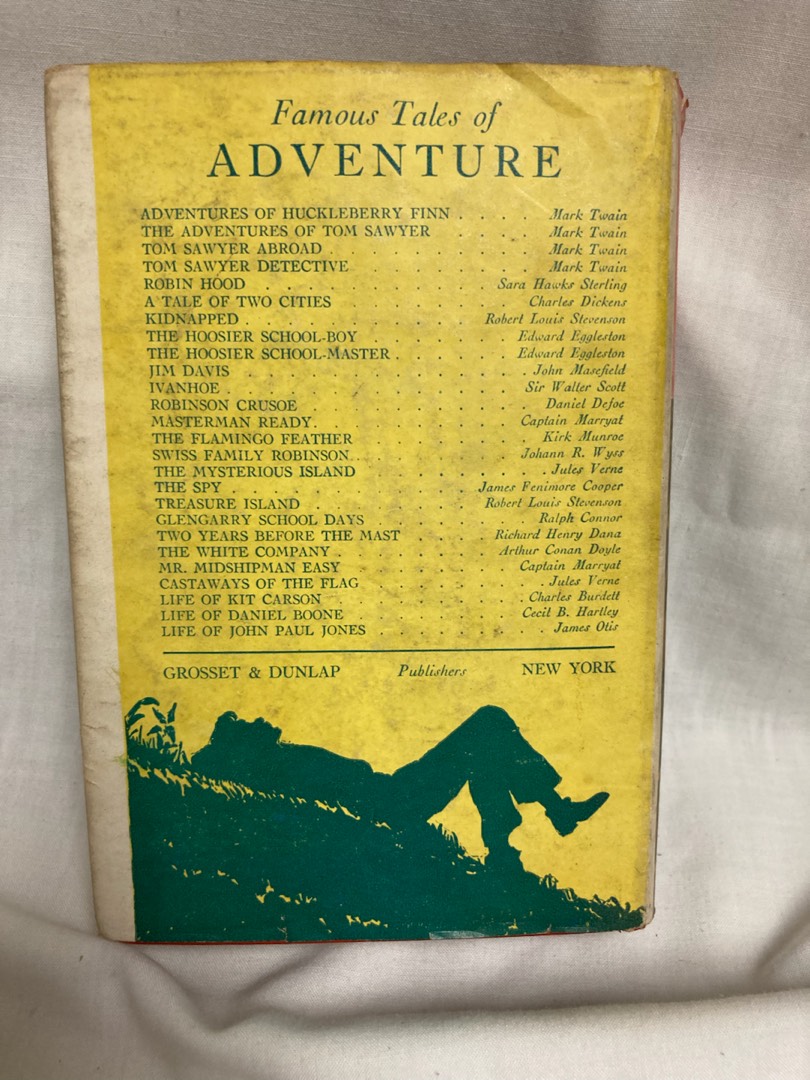 Famous Tales of
ADVENTURE
ADVENTURES OF HUCKLEBERRY FINN . . . . Mark Twain
THE ADVENTURES OF TOM SAWYER . . . . Mark Twain
TOM SAWYER ABROAD . . . . . . . . . Mark Twain
TOM SAWYER DETECTIVE . . . . . . . . Mark Twain
ROBIN HOOD . . . . . . . . . Sara Hawks Sterling
A TALE OF TWO CITIES . . . . . . . Charles Dickens
KIDNAPPED . . . . . . . . . . Robert Louis Stevenson
THE HOOSIER SCHOOL-BOY . . . . . . Edward Eggleston
THE HOOSIER SCHOOL-MASTER . . . . . Edward Eggleston
JIM DAVIS . . . . . . . . . . . . John Masefield
IVANHOE . . . . . . . . . . . . Sir Walter Scott
ROBINSON CRUSOE . . . . . . . . . Daniel Defoe
MASTERMAN READY . . . . . . . . Captain Marryat
THE FLAMINGO FEATHER . . . . . . . Kirk Munroe
SWISS FAMILY ROBINSON . . . . . . . Johann R. Wyss
THE MYSTERIOUS ISLAND . . . . . . . Jules Verne
THE SPY . . . . . . . . . . James Fenimore Cooper
TREASURE ISLAND . . . . . . . Robert Louis Stevenson
GLENGARRY SCHOOL DAYS . . . . . . . Ralph Connor
TWO YEARS BEFORE THE MAST . . . . Richard Henry Dana
THE WHITE COMPANY . . . . . . . Arthur Conan Doyle
MR. MIDSHIPMAN EASY . . . . . . . Captain Marryat
CASTAWAYS OF THE FLAG . . . . . . . . Jules Verne
LIFE OF KIT CARSON . . . . . . . . Charles Burdett
LIFE OF DANIEL BOONE . . . . . . . Cecil B. Hartley
LIFE OF JOHN PAUL JONES . . . . . . . . James Otis
GROSSET & DUNLAP Publishers NEW YORK